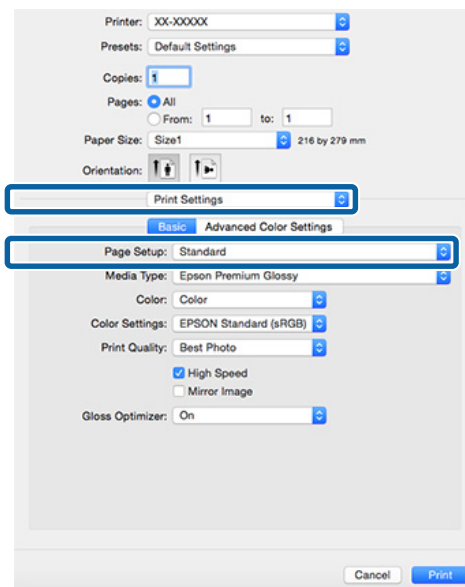 Printer: XX-XXXXX
Presets: Default Settings
Copies: 1
Pages: All
From: 1 to: 1
Paper Size: Size1 216 by 279 mm
Orientation:
Print Settings
Basic Advanced Color Settings
Page Setup: Standard
Media Type: Epson Premium Glossy
Color: Color
Color Settings: EPSON Standard (sRGB)
Print Quality: Best Photo
High Speed
Mirror Image
Gloss Optimizer: On
Cancel Print